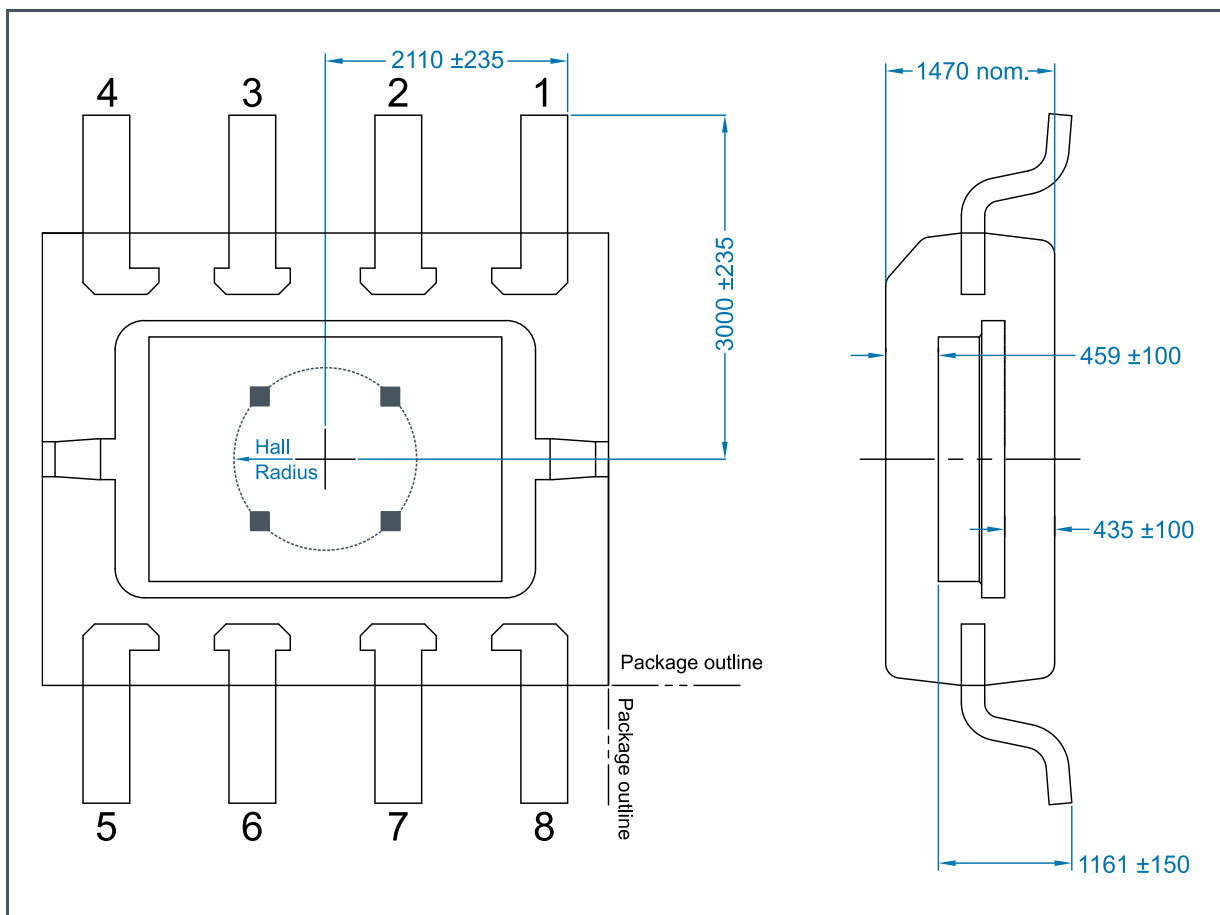 2110 ±235
1470 nom.
4
3
2
1
3000 ±235
459 ±100
Hall
Radius
435 ±100
Package outline
Package outline
5
6
7
8
1161 ±150